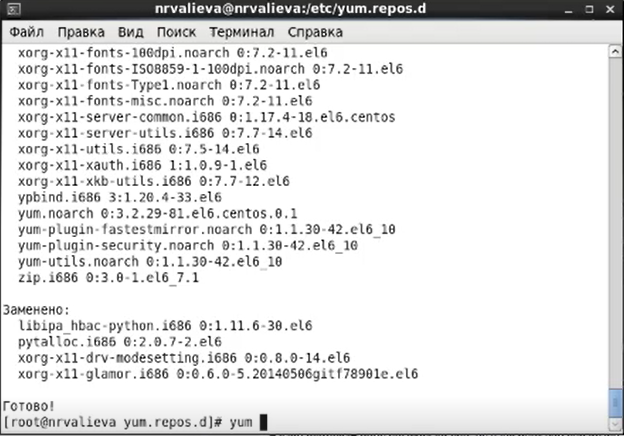 nrvalieva@nrvalieva:/etc/yum.repos.d
Файл Правка Вид Поиск Терминал Справка
xorg-x11-fonts-100dpi.noarch 0:7.2-11.el6
xorg-x11-fonts-ISO8859-1-100dpi.noarch 0:7.2-11.el6
xorg-x11-fonts-Type1.noarch 0:7.2-11.el6
xorg-x11-fonts-misc.noarch 0:7.2-11.el6
xorg-x11-server-common.i686 0:1.17.4-18.el6.centos
xorg-x11-server-utils.i686 0:7.7-14.el6
xorg-x11-utils.i686 0:7.5-14.el6
xorg-x11-xauth.i686 1:1.0.9-1.el6
xorg-x11-xkb-utils.i686 0:7.7-12.el6
ypbind.i686 3:1.20.4-33.el6
yum.noarch 0:3.2.29-81.el6.centos.0.1
yum-plugin-fastestmirror.noarch 0:1.1.30-42.el6_10
yum-plugin-security.noarch 0:1.1.30-42.el6_10
yum-utils.noarch 0:1.1.30-42.el6_10
zip.i686 0:3.0-1.el6_7.1
Заменено:
libipa_hbac-python.i686 0:1.11.6-30.el6
pytalloc.i686 0:2.0.7-2.el6
xorg-x11-drv-modesetting.i686 0:0.8.0-14.el6
xorg-x11-glamor.i686 0:0.6.0-5.20140506gitf78901e.el6
Готово!
[root@nrvalieva yum.repos.d]# yum